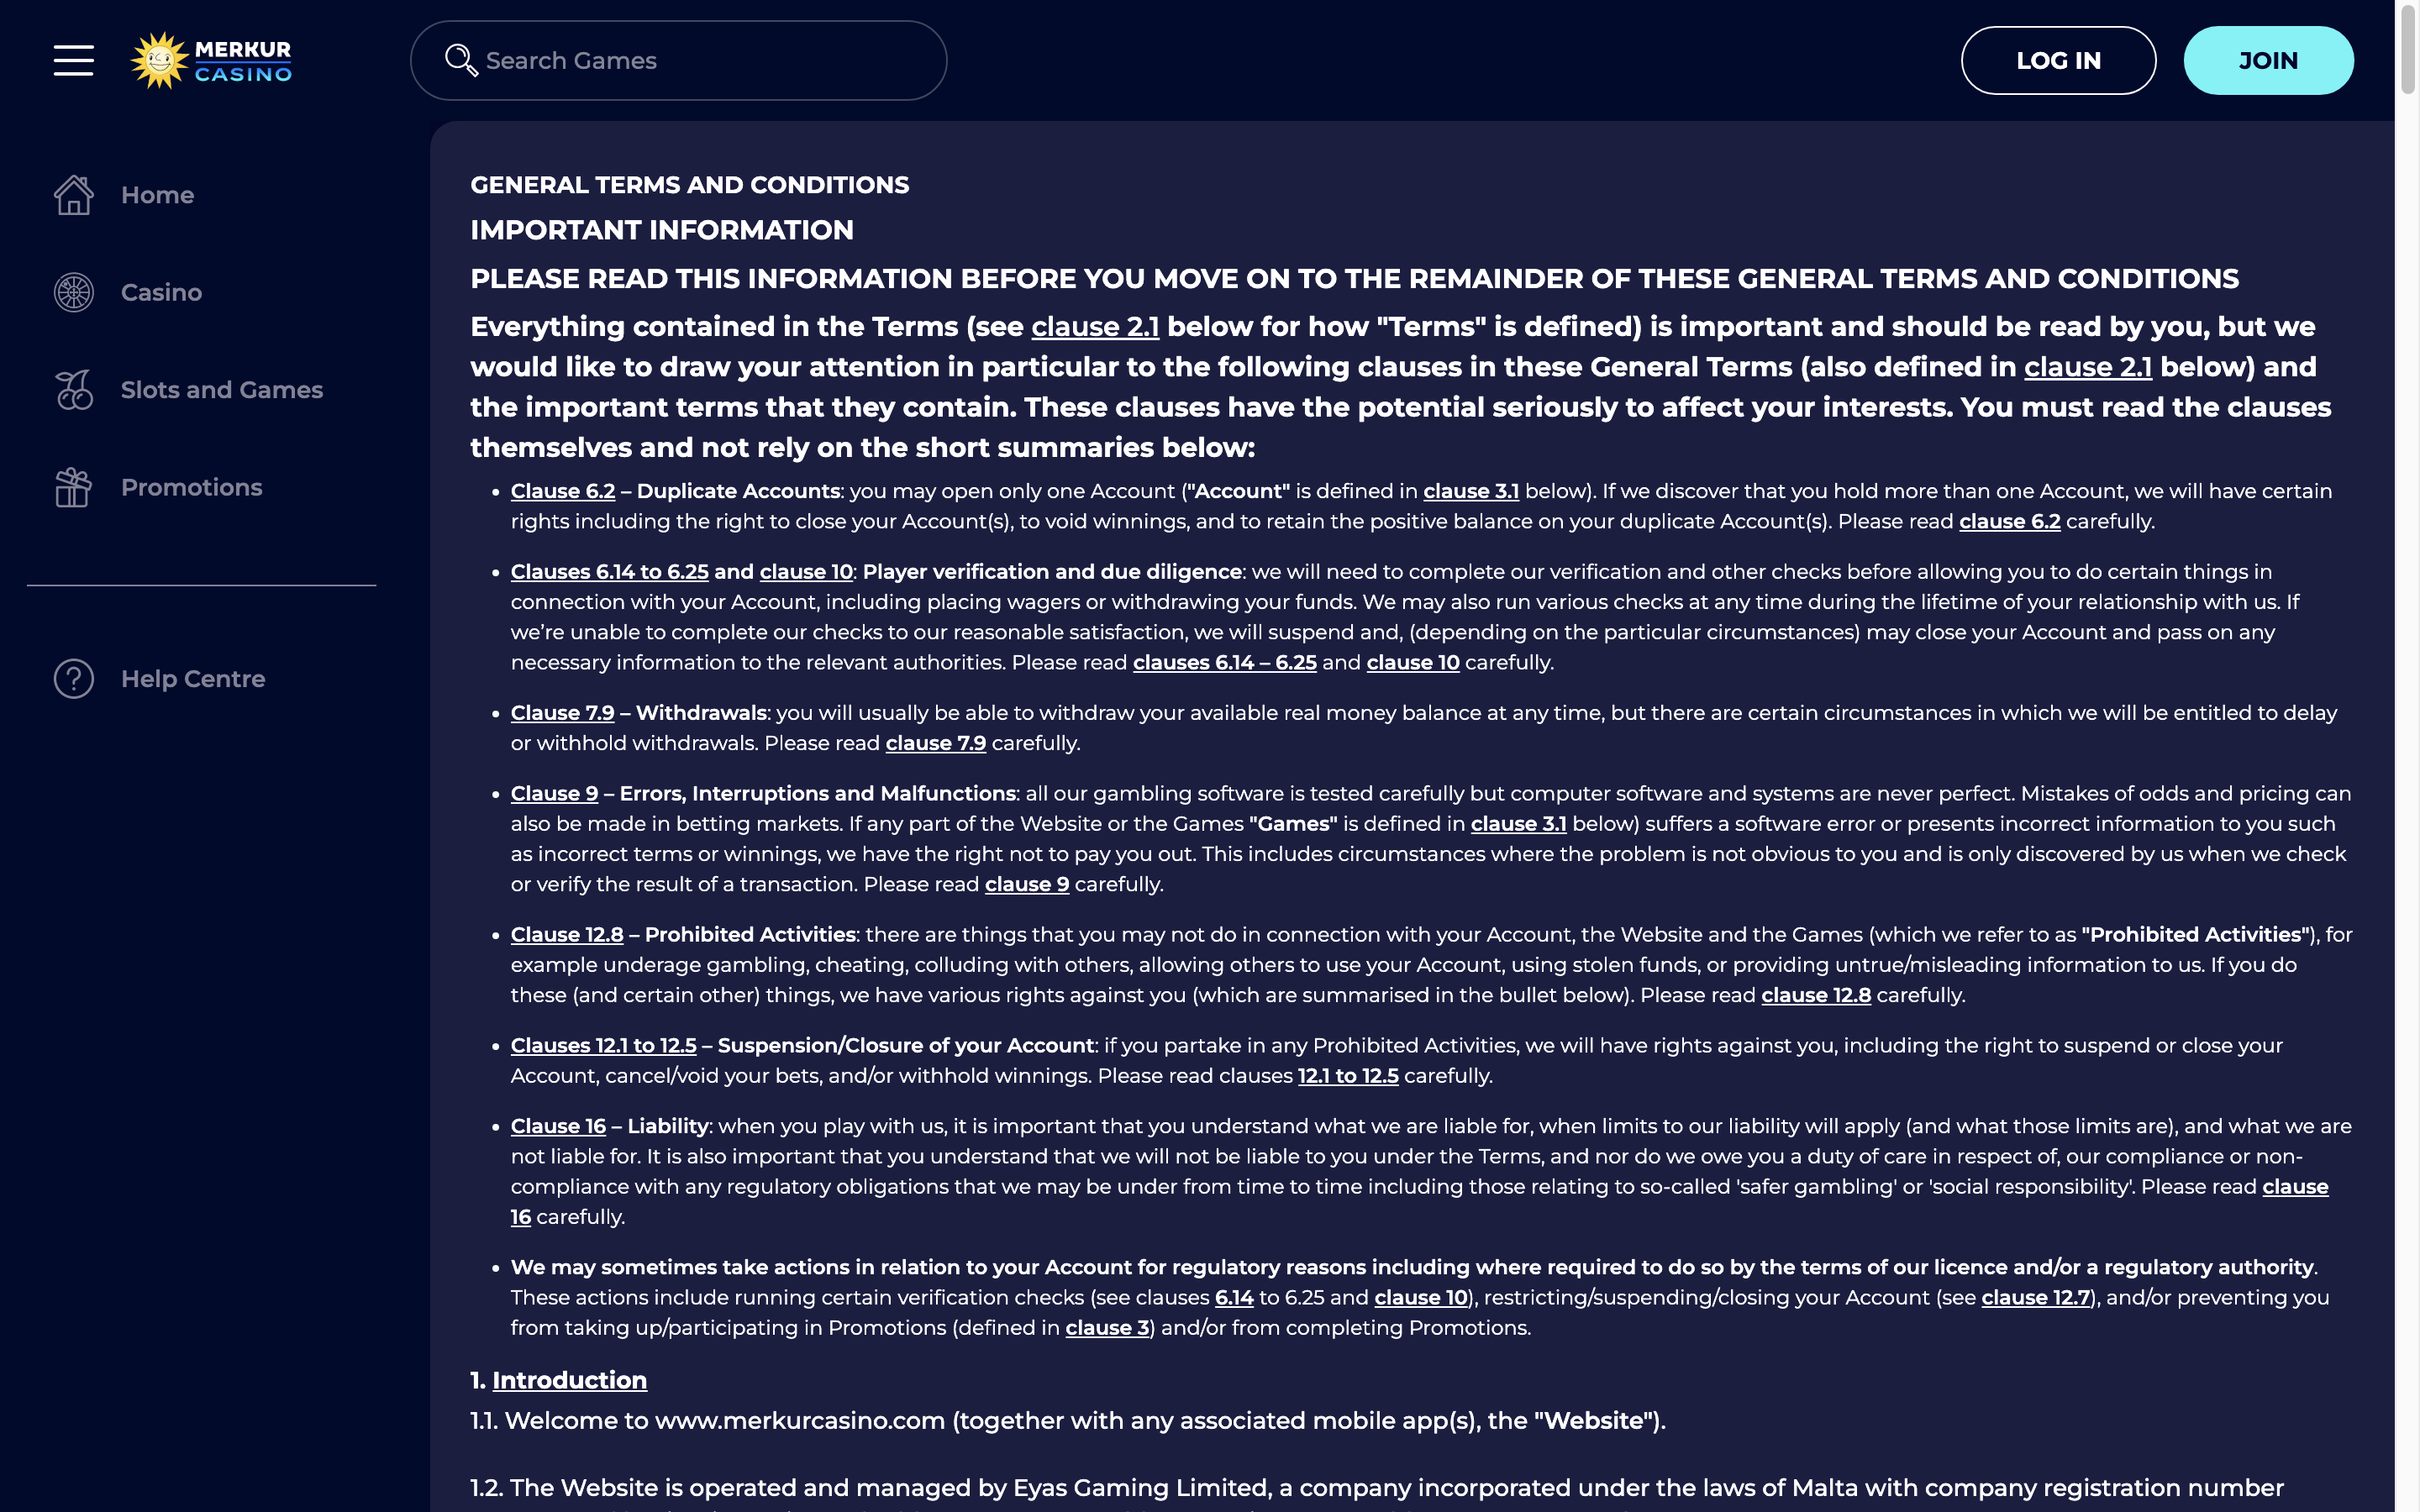 MERKUR
CASINO
Search Games
LOG IN
JOIN
Home
Casino
Slots and Games
Promotions
Help Centre
GENERAL TERMS AND CONDITIONS
IMPORTANT INFORMATION
PLEASE READ THIS INFORMATION BEFORE YOU MOVE ON TO THE REMAINDER OF THESE GENERAL TERMS AND CONDITIONS
Everything contained in the Terms (see clause 2.1 below for how "Terms" is defined) is important and should be read by you, but we
would like to draw your attention in particular to the following clauses in these General Terms (also defined in clause 2.1 below) and
the important terms that they contain. These clauses have the potential seriously to affect your interests. You must read the clauses
themselves and not rely on the short summaries below:
• Clause 6.2 – Duplicate Accounts: you may open only one Account ("Account" is defined in clause 3.1 below). If we discover that you hold more than one Account, we will have certain
rights including the right to close your Account(s), to void winnings, and to retain the positive balance on your duplicate Account(s). Please read clause 6.2 carefully.
• Clauses 6.14 to 6.25 and clause 10: Player verification and due diligence: we will need to complete our verification and other checks before allowing you to do certain things in
connection with your Account, including placing wagers or withdrawing your funds. We may also run various checks at any time during the lifetime of your relationship with us. If
we’re unable to complete our checks to our reasonable satisfaction, we will suspend and, (depending on the particular circumstances) may close your Account and pass on any
necessary information to the relevant authorities. Please read clauses 6.14 – 6.25 and clause 10 carefully.
• Clause 7.9 – Withdrawals: you will usually be able to withdraw your available real money balance at any time, but there are certain circumstances in which we will be entitled to delay
or withhold withdrawals. Please read clause 7.9 carefully.
• Clause 9 – Errors, Interruptions and Malfunctions: all our gambling software is tested carefully but computer software and systems are never perfect. Mistakes of odds and pricing can
also be made in betting markets. If any part of the Website or the Games "Games" is defined in clause 3.1 below) suffers a software error or presents incorrect information to you such
as incorrect terms or winnings, we have the right not to pay you out. This includes circumstances where the problem is not obvious to you and is only discovered by us when we check
or verify the result of a transaction. Please read clause 9 carefully.
• Clause 12.8 – Prohibited Activities: there are things that you may not do in connection with your Account, the Website and the Games (which we refer to as "Prohibited Activities"), for
example underage gambling, cheating, colluding with others, allowing others to use your Account, using stolen funds, or providing untrue/misleading information to us. If you do
these (and certain other) things, we have various rights against you (which are summarised in the bullet below). Please read clause 12.8 carefully.
• Clauses 12.1 to 12.5 – Suspension/Closure of your Account: if you partake in any Prohibited Activities, we will have rights against you, including the right to suspend or close your
Account, cancel/void your bets, and/or withhold winnings. Please read clauses 12.1 to 12.5 carefully.
• Clause 16 – Liability: when you play with us, it is important that you understand what we are liable for, when limits to our liability will apply (and what those limits are), and what we are
not liable for. It is also important that you understand that we will not be liable to you under the Terms, and nor do we owe you a duty of care in respect of, our compliance or non-
compliance with any regulatory obligations that we may be under from time to time including those relating to so-called 'safer gambling' or 'social responsibility'. Please read clause
16 carefully.
• We may sometimes take actions in relation to your Account for regulatory reasons including where required to do so by the terms of our licence and/or a regulatory authority.
These actions include running certain verification checks (see clauses 6.14 to 6.25 and clause 10), restricting/suspending/closing your Account (see clause 12.7), and/or preventing you
from taking up/participating in Promotions (defined in clause 3) and/or from completing Promotions.
1. Introduction
1.1. Welcome to www.merkurcasino.com (together with any associated mobile app(s), the "Website").
1.2. The Website is operated and managed by Eyas Gaming Limited, a company incorporated under the laws of Malta with company registration number